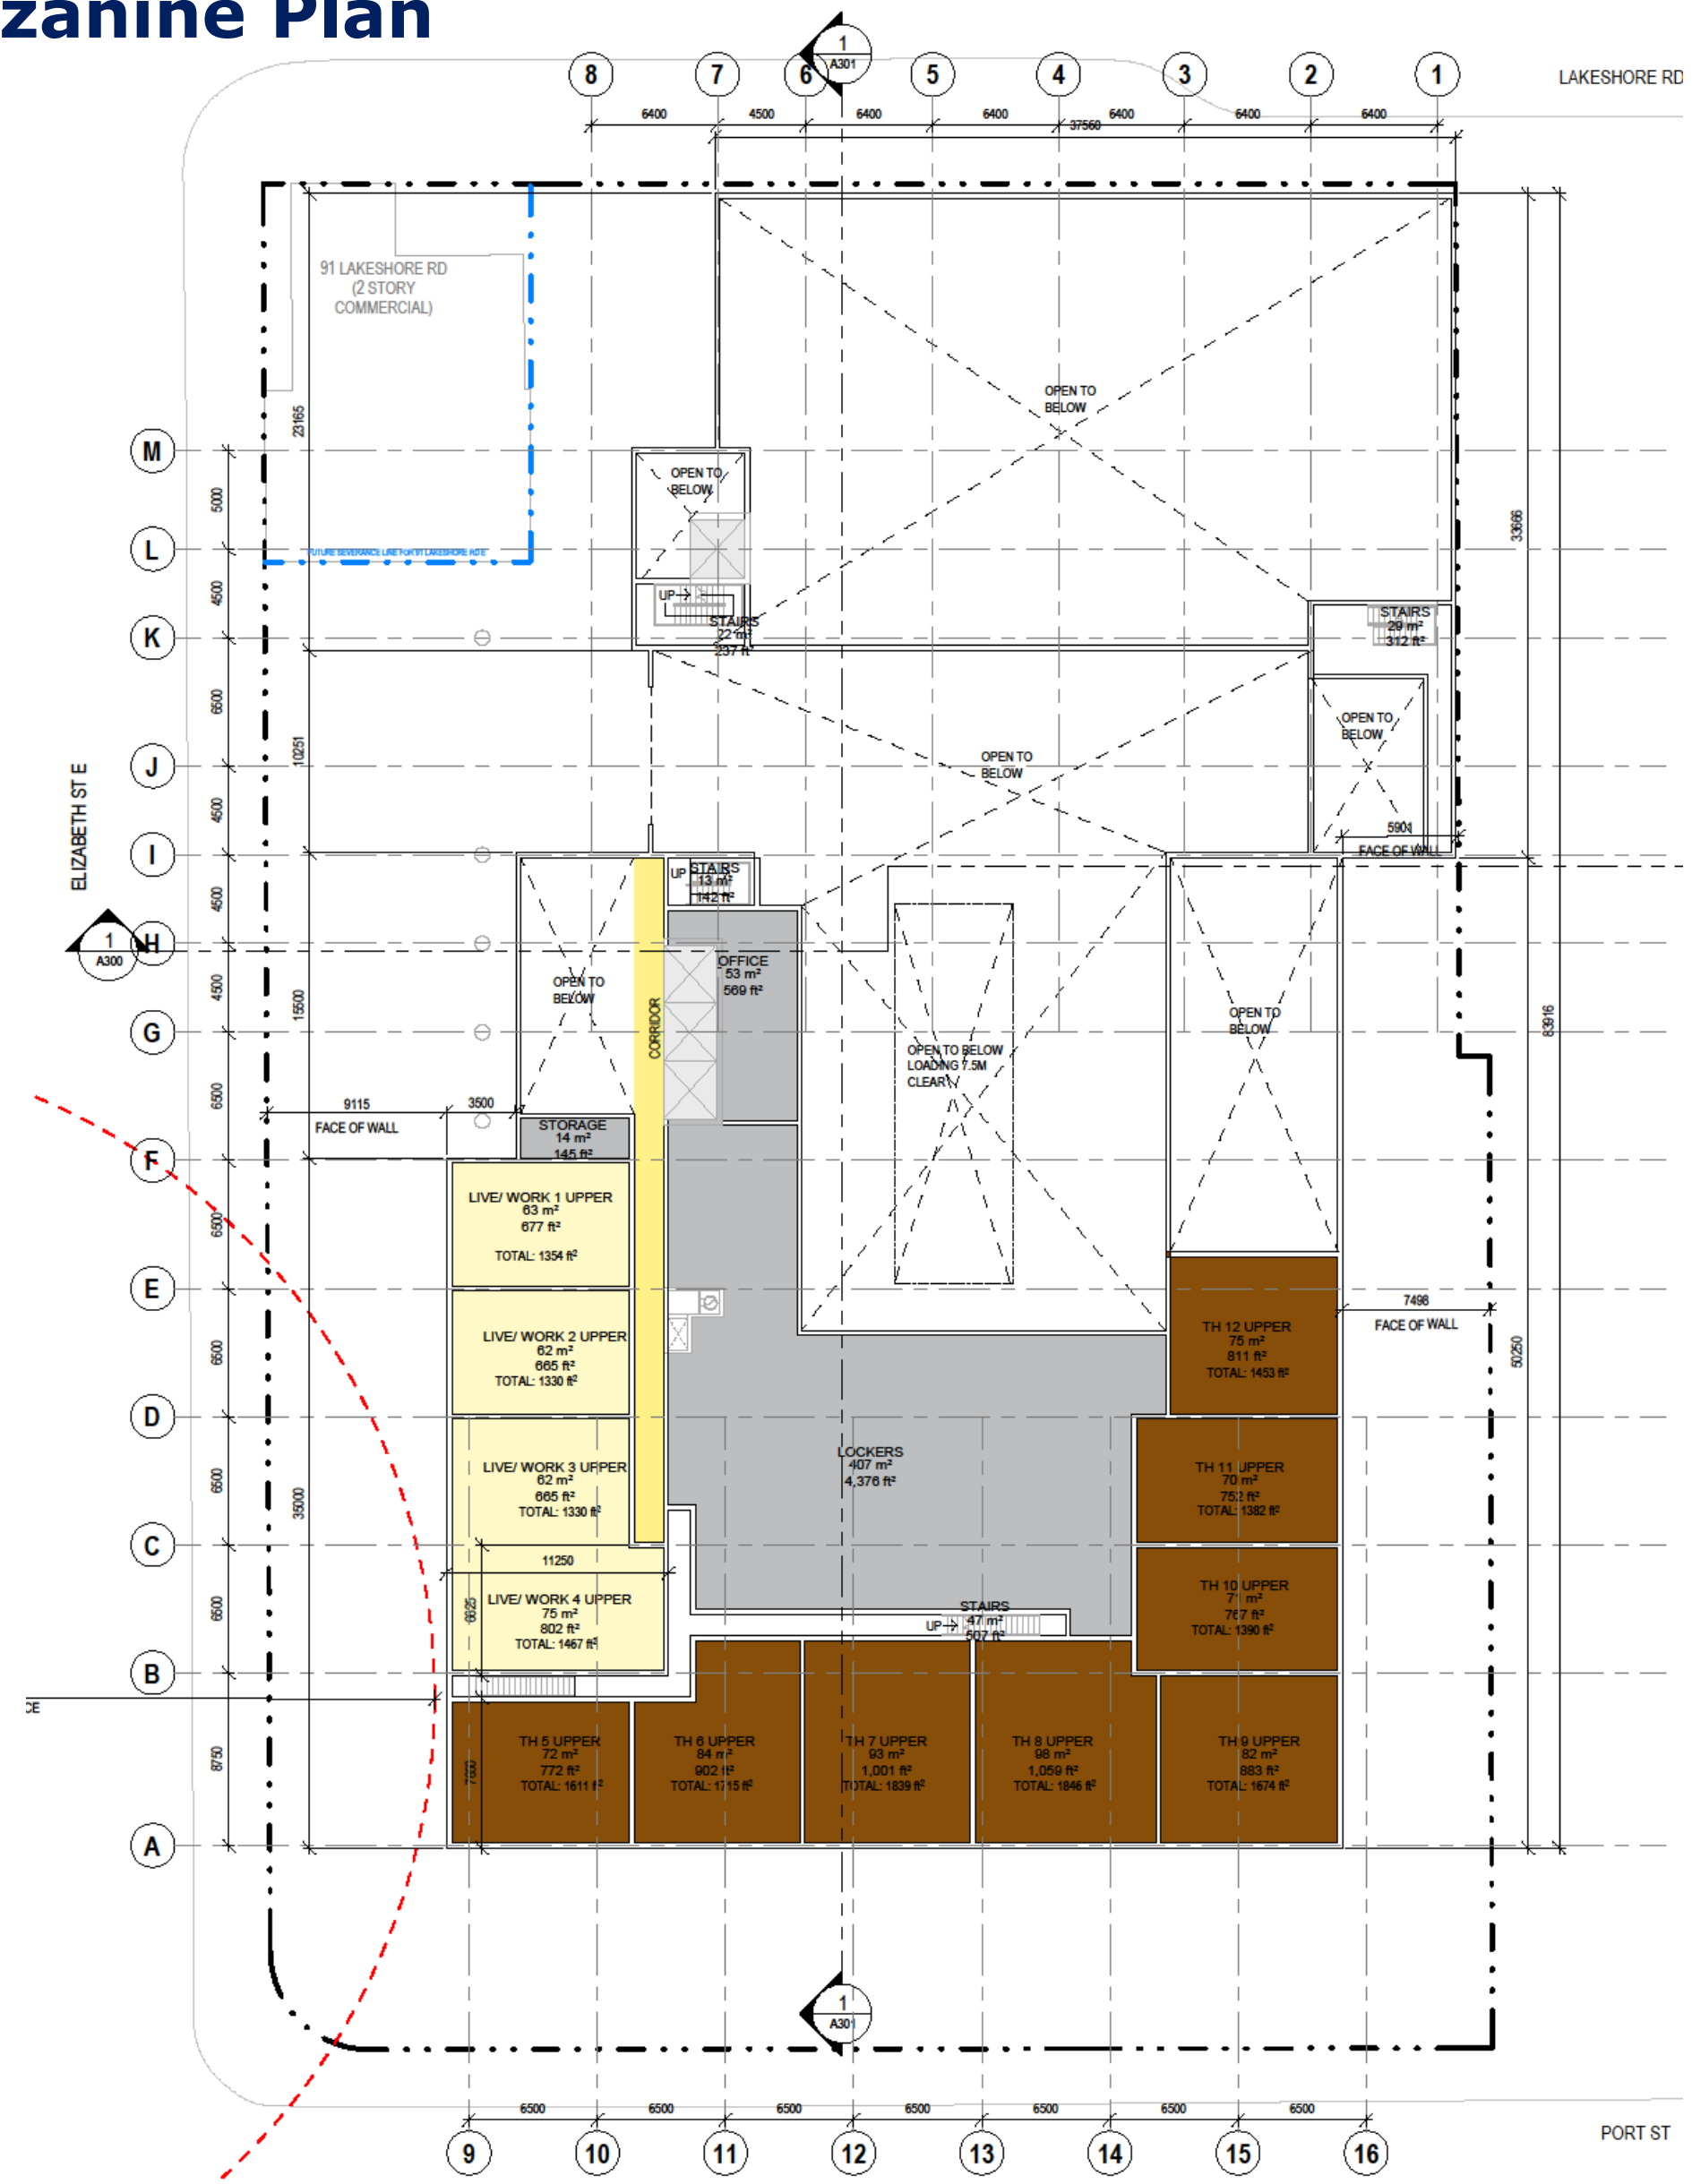 zanine Plan
1
A301
8
7
6
5
4
3
2
1
LAKESHORE RD
6400
4500
6400
6400
6400
6400
6400
37560
91 LAKESHORE RD
(2 STORY
COMMERCIAL)
23165
OPEN TO
BELOW
M
OPEN TO
BELOW
5000
33666
L
FUTURE SEVERANCE LINE FOR 91 LAKESHORE RD E
4500
UP
STAIRS
22 m²
237 ft²
STAIRS
29 m²
312 ft²
K
6500
OPEN TO
BELOW
10251
OPEN TO
BELOW
J
ELIZABETH ST E
4500
5901
FACE OF WALL
I
UP
STAIRS
13 m²
142 ft²
4500
1
A300
H
OFFICE
53 m²
569 ft²
OPEN TO
BELOW
4500
15500
CORRIDOR
OPEN TO
BELOW
83916
G
OPEN TO BELOW
LOADING 7.5M
CLEAR
6500
9115
FACE OF WALL
3500
STORAGE
14 m²
145 ft²
F
LIVE/ WORK 1 UPPER
63 m²
677 ft²
TOTAL: 1354 ft²
6500
E
7498
FACE OF WALL
LIVE/ WORK 2 UPPER
62 m²
665 ft²
TOTAL: 1330 ft²
TH 12 UPPER
75 m²
811 ft²
TOTAL: 1453 ft²
6500
50250
D
LOCKERS
407 m²
4,376 ft²
LIVE/ WORK 3 UPPER
62 m²
665 ft²
TOTAL: 1330 ft²
TH 11 UPPER
70 m²
752 ft²
TOTAL: 1382 ft²
6500
35000
C
11250
LIVE/ WORK 4 UPPER
75 m²
802 ft²
TOTAL: 1467 ft²
6625
TH 10 UPPER
71 m²
767 ft²
TOTAL: 1390 ft²
6500
UP
STAIRS
47 m²
507 ft²
B
CE
TH 5 UPPER
72 m²
772 ft²
TOTAL: 1611 ft²
TH 6 UPPER
84 m²
902 ft²
TOTAL: 1715 ft²
TH 7 UPPER
93 m²
1,001 ft²
TOTAL: 1839 ft²
TH 8 UPPER
98 m²
1,059 ft²
TOTAL: 1846 ft²
TH 9 UPPER
82 m²
883 ft²
TOTAL: 1674 ft²
8750
A
1
A301
6500
6500
6500
6500
6500
6500
6500
9
10
11
12
13
14
15
16
PORT ST